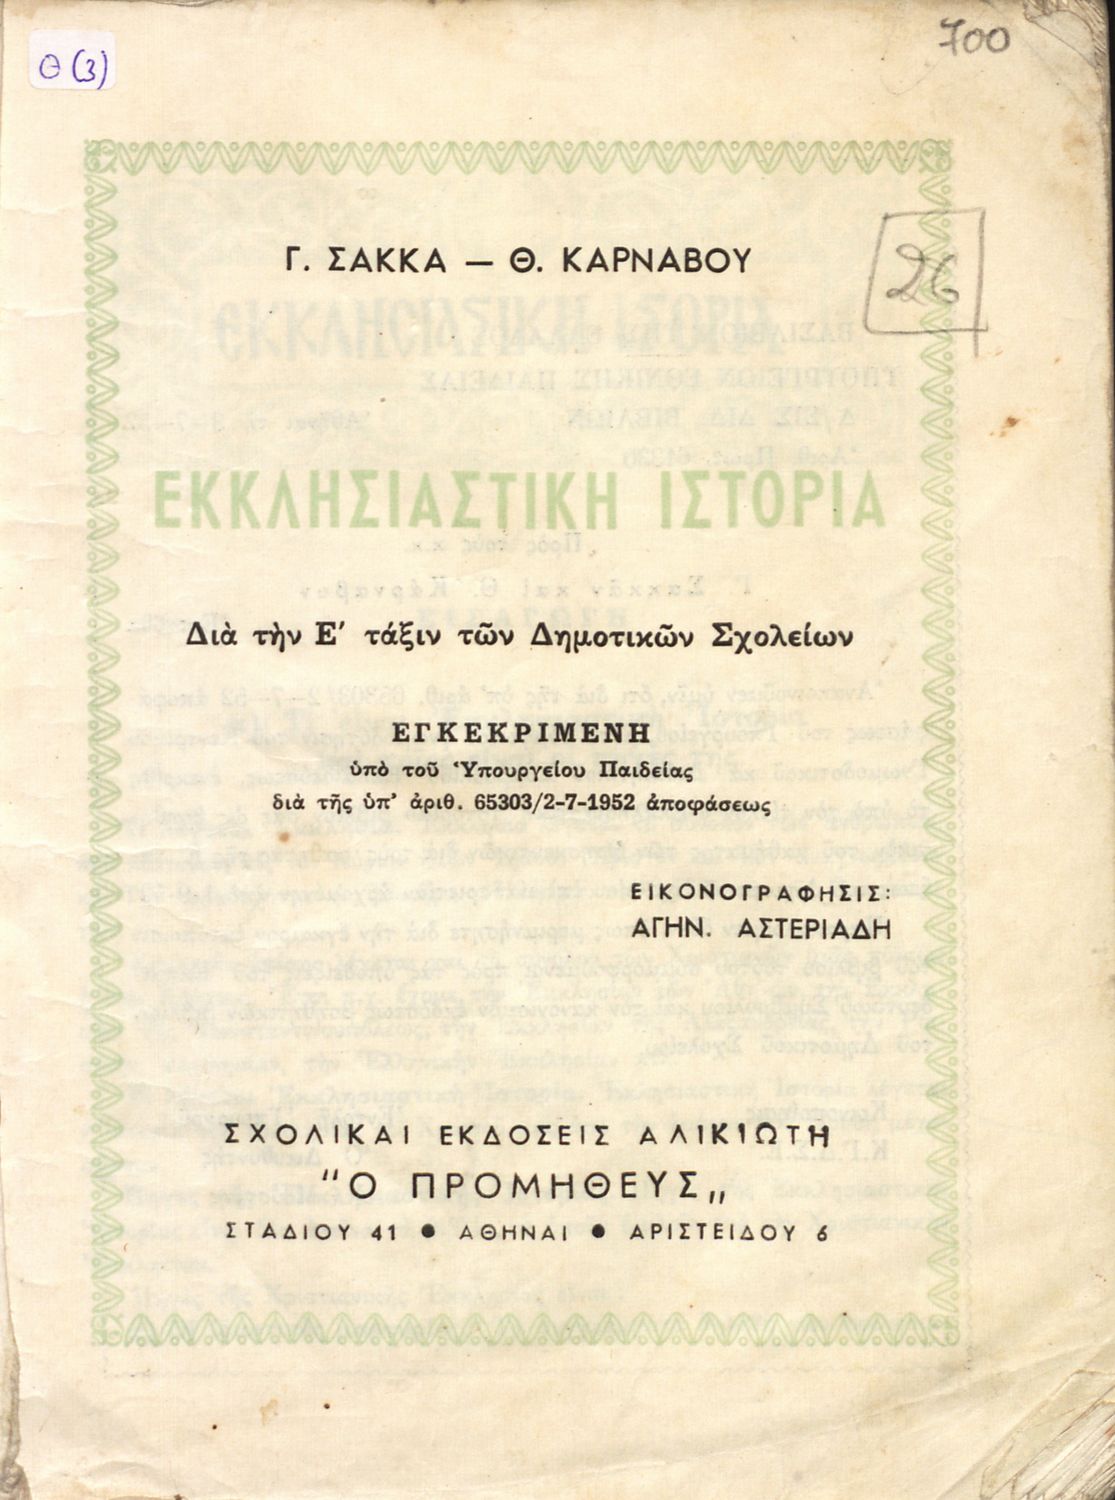 Θ (3)
700
Γ. ΣΑΚΚΑ — Θ. ΚΑΡΝΑΒΟΥ
26
ΕΚΚΛΗΣΙΑΣΤΙΚΗ ΙΣΤΟΡΙΑ
Διὰ τὴν Ε' τάξιν τῶν Δημοτικῶν Σχολείων
ΕΓΚΕΚΡΙΜΕΝΗ
ὑπὸ τοῦ Ὑπουργείου Παιδείας
διὰ τῆς ὑπ' ἀριθ. 65303/2-7-1952 ἀποφάσεως
ΕΙΚΟΝΟΓΡΑΦΗΣΙΣ:
ΑΓΗΝ. ΑΣΤΕΡΙΑΔΗ
ΣΧΟΛΙΚΑΙ ΕΚΔΟΣΕΙΣ ΑΛΙΚΙΩΤΗ
"Ο ΠΡΟΜΗΘΕΥΣ„
ΣΤΑΔΙΟΥ 41 ● ΑΘΗΝΑΙ ● ΑΡΙΣΤΕΙΔΟΥ 6